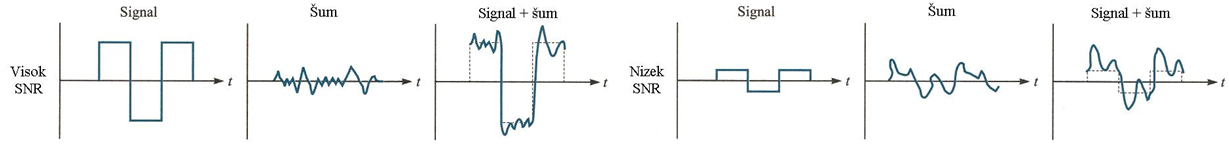 Signal
Šum
Signal + šum
Visok
SNR
t
t
t
Signal
Šum
Signal + šum
Nizek
SNR
t
t
t